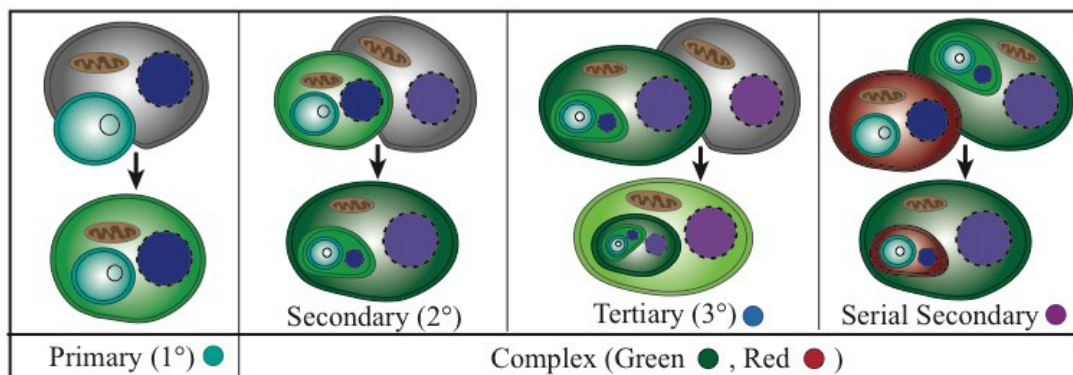 Secondary (2°)
Tertiary (3°)
Serial Secondary
Primary (1°)
Complex (Green , Red )